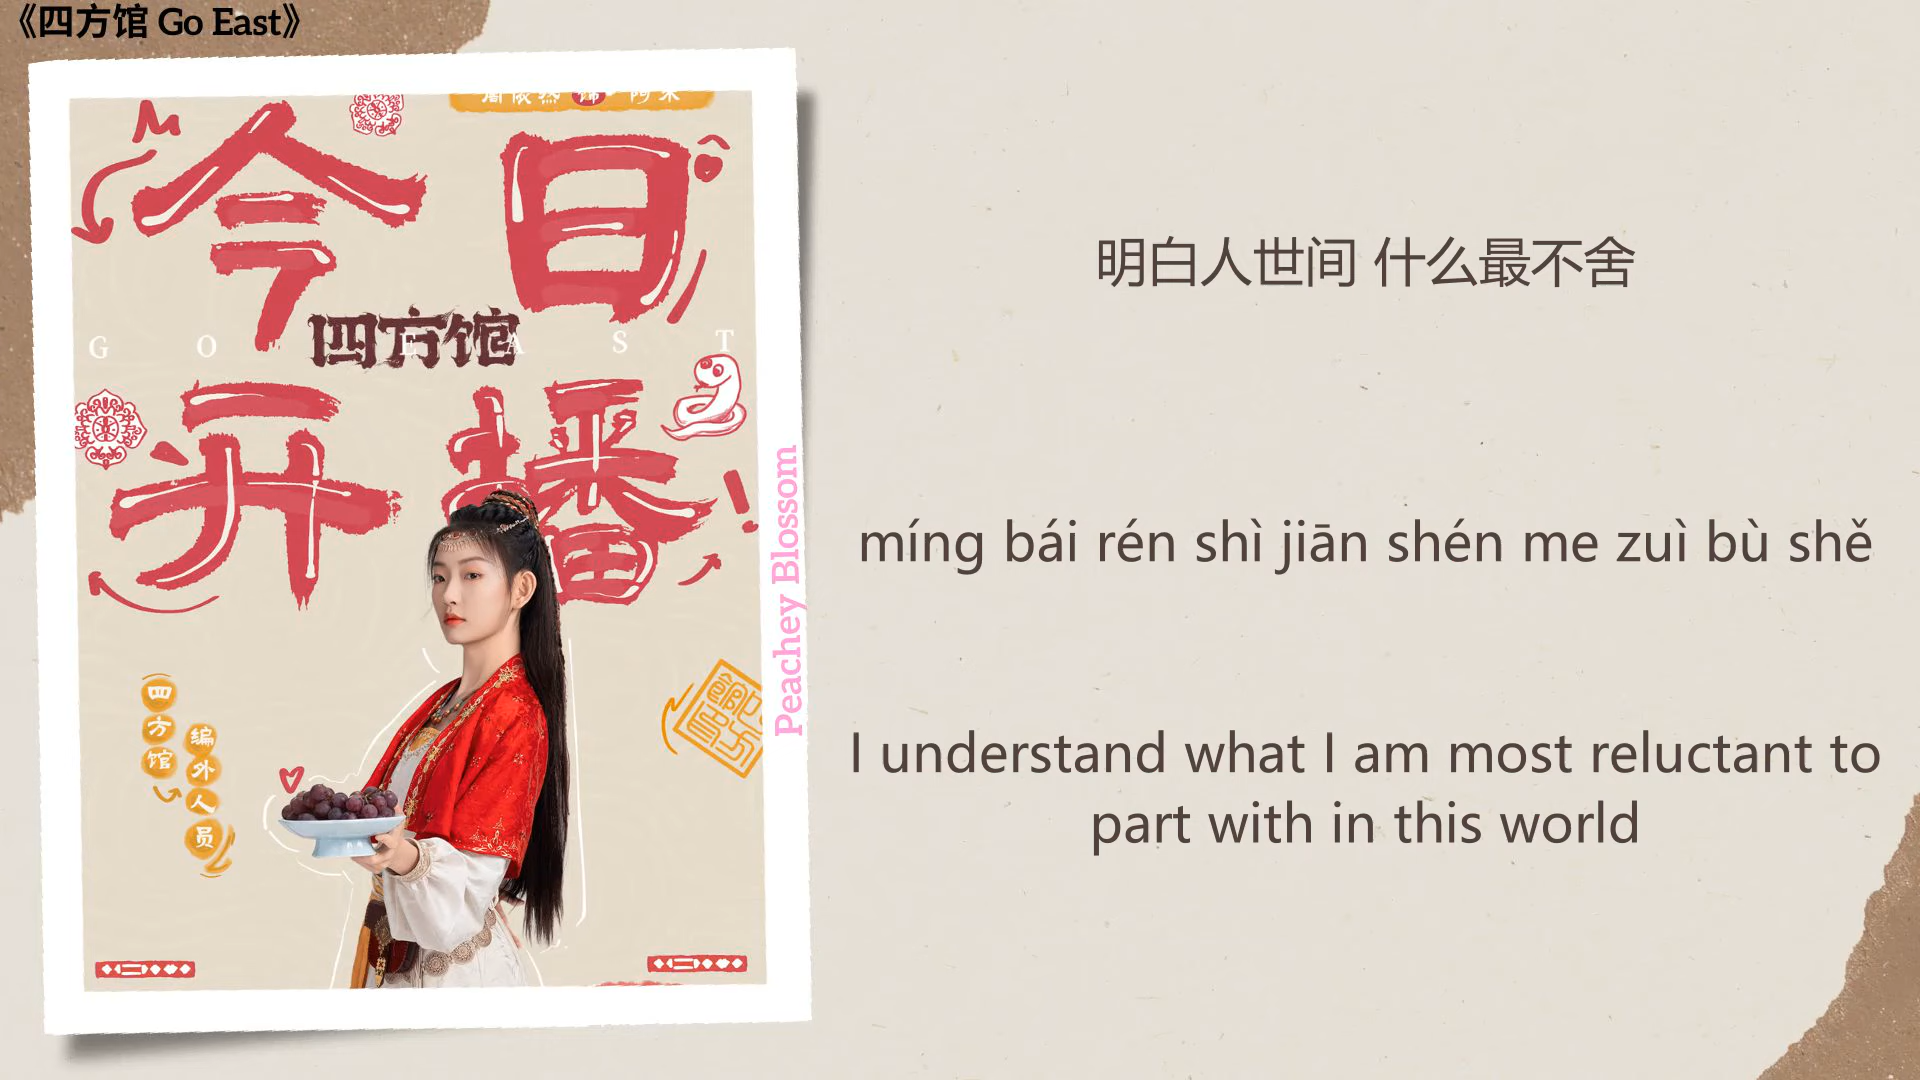 《四方馆 Go East》
今日
四方馆
GO EAST
开播!
四方馆
编外人员
Peachey Blossom
明白人世间 什么最不舍
míng bái rén shì jiān shén me zuì bù shě
I understand what I am most reluctant to
part with in this world